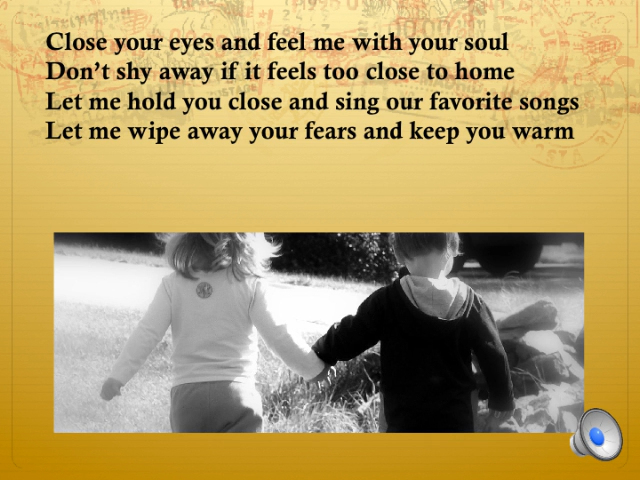 Close your eyes and feel me with your soul
Don’t shy away if it feels too close to home
Let me hold you close and sing our favorite songs
Let me wipe away your fears and keep you warm